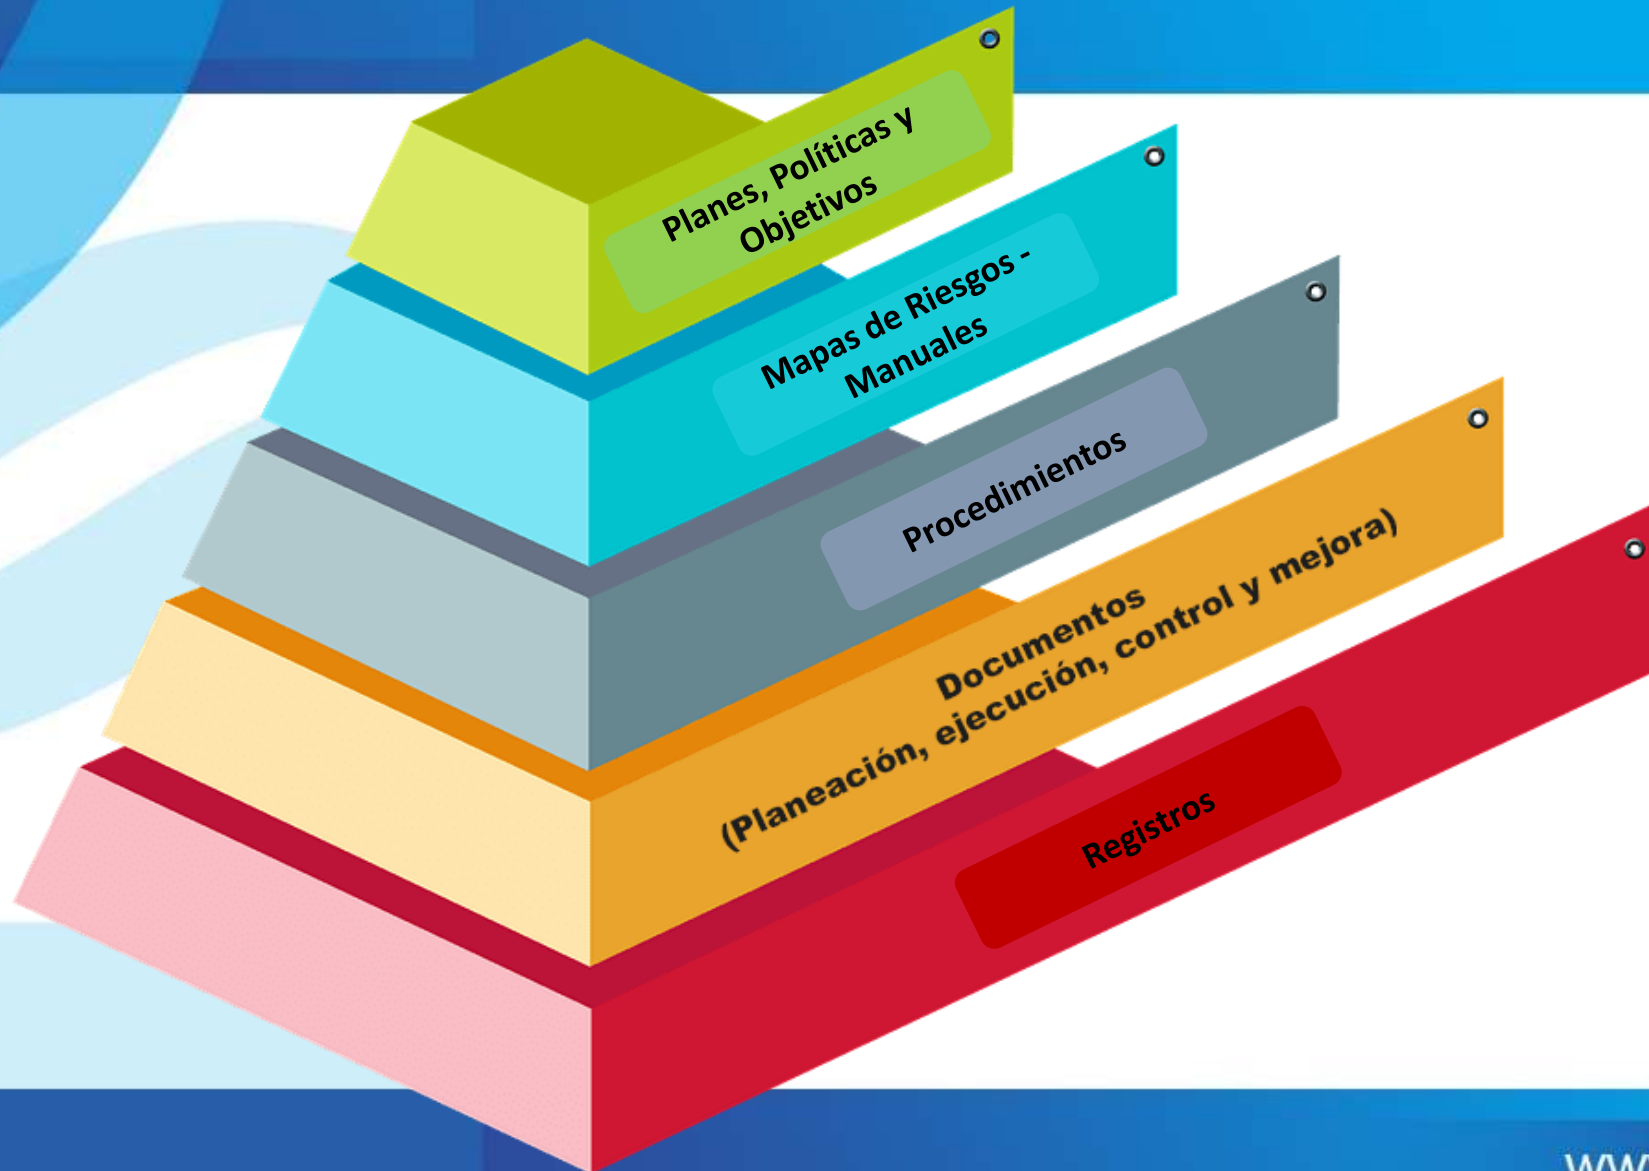 Planes, Políticas y
Objetivos
Mapas de Riesgos -
Manuales
Procedimientos
Documentos
(Planeación, ejecución, control y mejora)
Registros